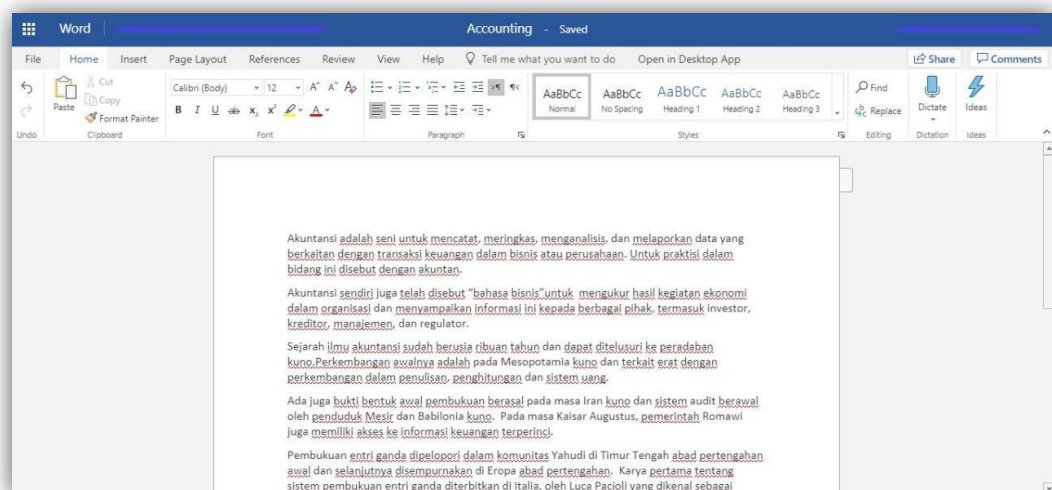 Word
Accounting - Saved
File Home Insert Page Layout References Review View Help Tell me what you want to do Open in Desktop App Share Comments
Paste Cut Copy Format Painter
Calibri (Body) 12 A^ A˅ A
B I U ab x₂ x² A
AaBbCc Normal
AaBbCc No Spacing
AaBbCc Heading 1
AaBbCc Heading 2
AaBbCc Heading 3
Find
Replace
Dictate
Ideas
Undo Clipboard Font Paragraph Styles Editing Dictation Ideas
Akuntansi adalah seni untuk mencatat, meringkas, menganalisis, dan melaporkan data yang
berkaitan dengan transaksi keuangan dalam bisnis atau perusahaan. Untuk praktisi dalam
bidang ini disebut dengan akuntan.
Akuntansi sendiri juga telah disebut “bahasa bisnis”untuk mengukur hasil kegiatan ekonomi
dalam organisasi dan menyampaikan informasi ini kepada berbagai pihak, termasuk investor,
kreditor, manajemen, dan regulator.
Sejarah ilmu akuntansi sudah berusia ribuan tahun dan dapat ditelusuri ke peradaban
kuno.Perkembangan awalnya adalah pada Mesopotamia kuno dan terkait erat dengan
perkembangan dalam penulisan, penghitungan dan sistem uang.
Ada juga bukti bentuk awal pembukuan berasal pada masa Iran kuno dan sistem audit berawal
oleh penduduk Mesir dan Babilonia kuno. Pada masa Kaisar Augustus, pemerintah Romawi
juga memiliki akses ke informasi keuangan terperinci.
Pembukuan entri ganda dipelopori dalam komunitas Yahudi di Timur Tengah abad pertengahan
awal dan selanjutnya disempurnakan di Eropa abad pertengahan. Karya pertama tentang
sistem pembukuan entri ganda diterbitkan di Italia, oleh Luca Pacioli yang dikenal sebagai